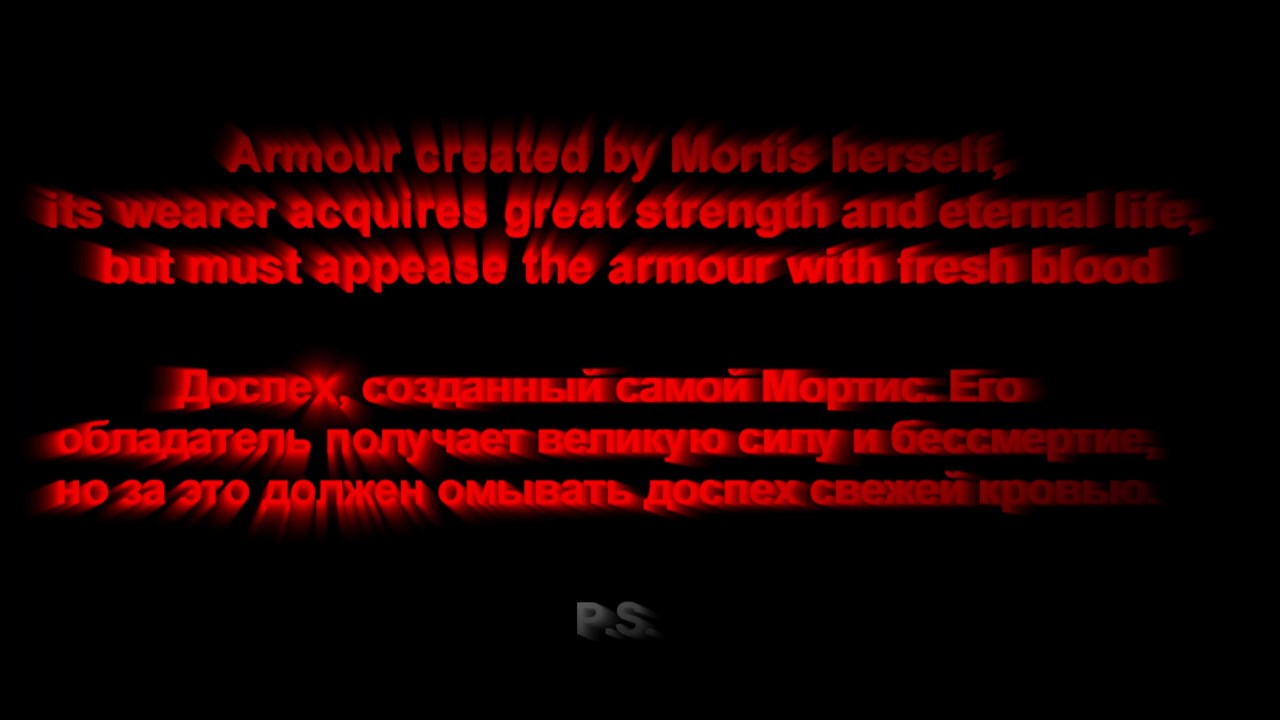 Armour created by Mortis herself,
its wearer acquires great strength and eternal life,
but must appease the armour with fresh blood
Доспех, созданный самой Мортис. Его
обладатель получает великую силу и бессмертие,
но за это должен омывать доспех свежей кровью.
P.S.